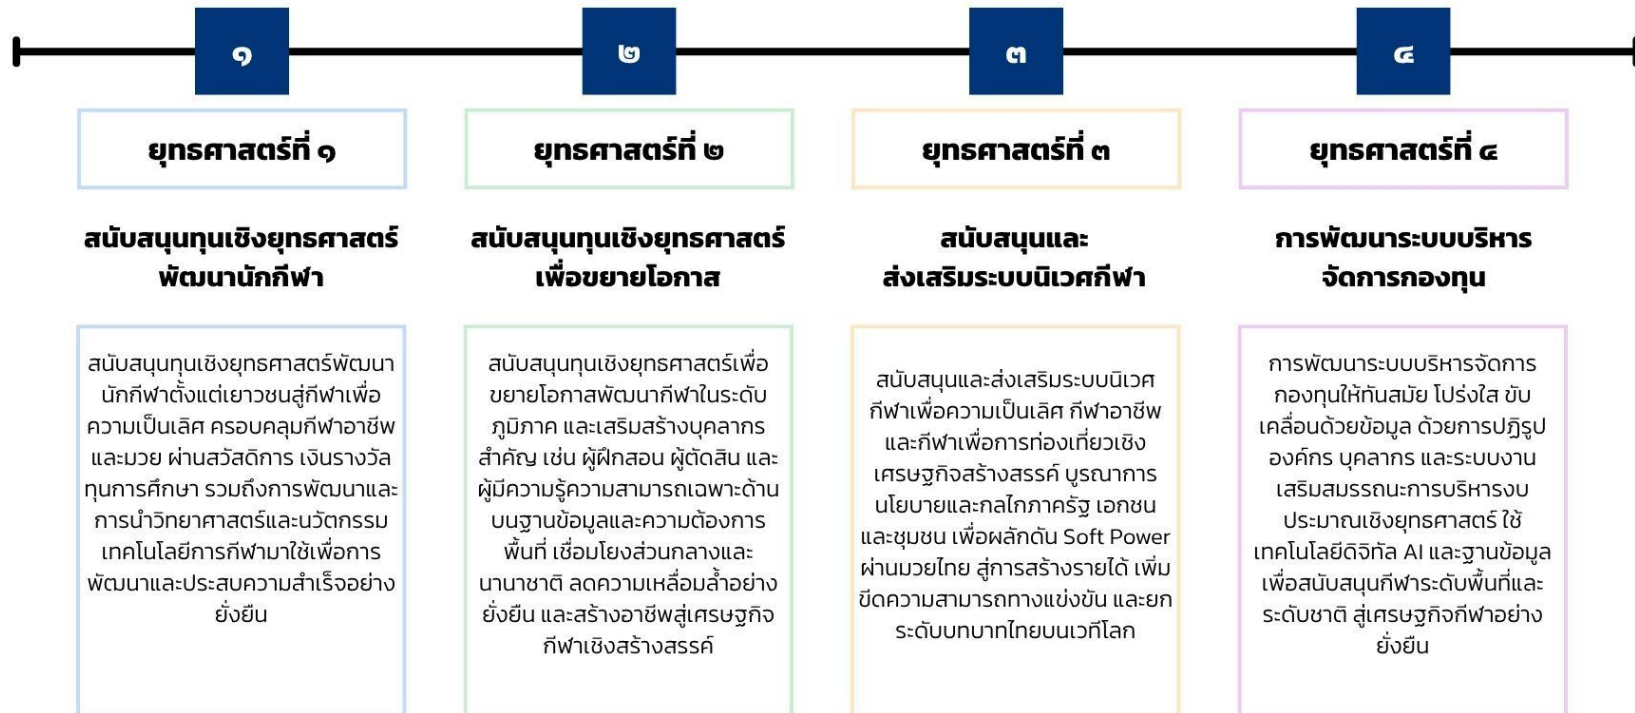 ๑
๒
๓
๔
ยุทธศาสตร์ที่ ๑
สนับสนุนทุนเชิงยุทธศาสตร์
พัฒนานักกีฬา
สนับสนุนทุนเชิงยุทธศาสตร์พัฒนา
นักกีฬาตั้งแต่เยาวชนสู่กีฬาเพื่อ
ความเป็นเลิศ ครอบคลุมกีฬาอาชีพ
และมวย ผ่านสวัสดิการ เงินรางวัล
ทุนการศึกษา รวมถึงการพัฒนาและ
การนำวิทยาศาสตร์และนวัตกรรม
เทคโนโลยีการกีฬามาใช้เพื่อการ
พัฒนาและประสบความสำเร็จอย่าง
ยั่งยืน
ยุทธศาสตร์ที่ ๒
สนับสนุนทุนเชิงยุทธศาสตร์
เพื่อขยายโอกาส
สนับสนุนทุนเชิงยุทธศาสตร์เพื่อ
ขยายโอกาสพัฒนากีฬาในระดับ
ภูมิภาค และเสริมสร้างบุคลากร
สำคัญ เช่น ผู้ฝึกสอน ผู้ตัดสิน และ
ผู้มีความรู้ความสามารถเฉพาะด้าน
บนฐานข้อมูลและความต้องการ
พื้นที่ เชื่อมโยงส่วนกลางและ
นานาชาติ ลดความเหลื่อมล้ำอย่าง
ยั่งยืน และสร้างอาชีพสู่เศรษฐกิจ
กีฬาเชิงสร้างสรรค์
ยุทธศาสตร์ที่ ๓
สนับสนุนและ
ส่งเสริมระบบนิเวศกีฬา
สนับสนุนและส่งเสริมระบบนิเวศ
กีฬาเพื่อความเป็นเลิศ กีฬาอาชีพ
และกีฬาเพื่อการท่องเที่ยวเชิง
เศรษฐกิจสร้างสรรค์ บูรณาการ
นโยบายและกลไกภาครัฐ เอกชน
และชุมชน เพื่อผลักดัน Soft Power
ผ่านมวยไทย สู่การสร้างรายได้ เพิ่ม
ขีดความสามารถทางแข่งขัน และยก
ระดับบทบาทไทยบนเวทีโลก
ยุทธศาสตร์ที่ ๔
การพัฒนาระบบบริหาร
จัดการกองทุน
การพัฒนาระบบบริหารจัดการ
กองทุนให้ทันสมัย โปร่งใส ขับ
เคลื่อนด้วยข้อมูล ด้วยการปฏิรูป
องค์กร บุคลากร และระบบงาน
เสริมสมรรถนะการบริหารงบ
ประมาณเชิงยุทธศาสตร์ ใช้
เทคโนโลยีดิจิทัล AI และฐานข้อมูล
เพื่อสนับสนุนกีฬาระดับพื้นที่และ
ระดับชาติ สู่เศรษฐกิจกีฬาอย่าง
ยั่งยืน